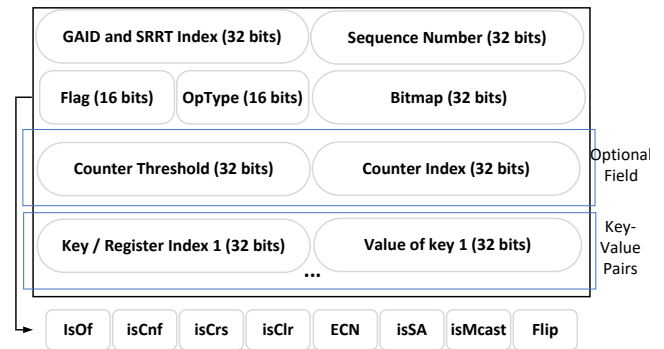 GAID and SRRT Index (32 bits) Sequence Number (32 bits)
Flag (16 bits) OpType (16 bits) Bitmap (32 bits)
Counter Threshold (32 bits) Counter Index (32 bits)
Optional
Field
Key / Register Index 1 (32 bits) Value of key 1 (32 bits)
Key-
Value
Pairs
...
IsOf isCnf isCrs isClr ECN isSA isMcast Flip